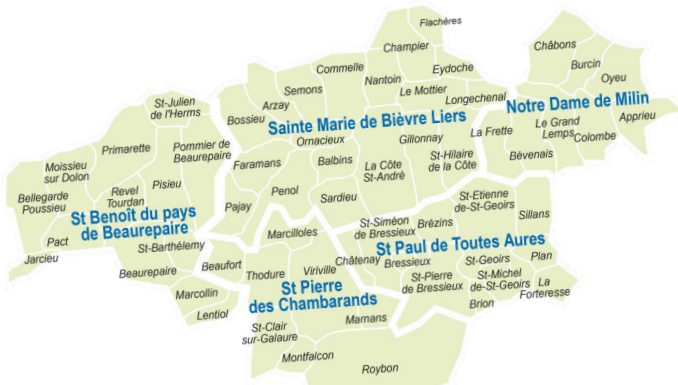 Flachères
Champier
Châbons
Burcin
Oyeu
Apprieu
Commelle
Nantoin
Eydoche
Semons
Le Mottier
Longechenal
Notre Dame de Milin
St-Julien
de l'Herms
Arzay
Bossieu
Sainte Marie de Bièvre Liers
La Frette
Le Grand
Lemps
Colombe
Bévenais
Ornacieux
Gillonnay
Primarette
Pommier de
Beaurepaire
Faramans
Balbins
La Côte
St-André
St-Hilaire
de la Côte
Moissieu
sur Dolon
Pisieu
Penol
Sardieu
Bellegarde
Poussieu
Revel
Tourdan
Pajay
St-Etienne
de-St-Geoirs
Sillans
St Benoît du pays
de Beaurepaire
Marcilloles
St-Siméon
de Bressieux
Brézins
Pact
Jarcieu
St-Barthélemy
St Paul de Toutes Aures
Beaurepaire
Beaufort
Thodure
Viriville
Châtenay
Bressieux
St-Geoirs
Plan
St Pierre
des Chambarands
St-Pierre
de Bressieux
St-Michel
de-St-Geoirs
La
Forteresse
Marcollin
Lentiol
Brion
St-Clair
sur-Galaure
Marnans
Montfalcon
Roybon